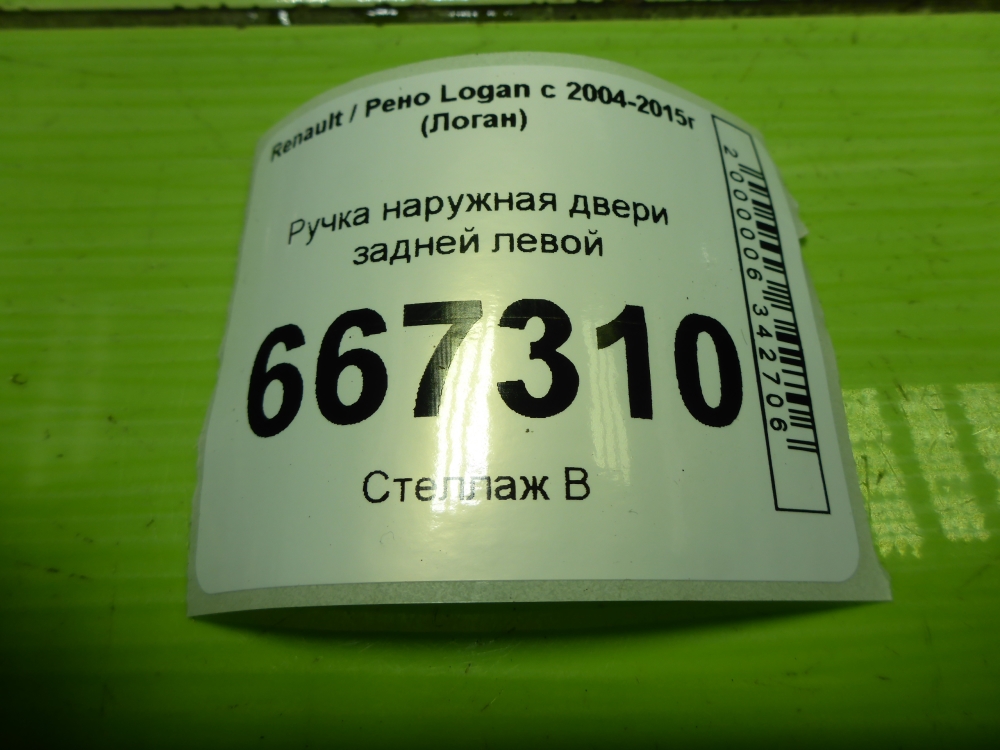 Renault / Рено Logan с 2004-2015г
(Логан)
Ручка наружная двери
задней левой
667310
Стеллаж В
2000006342706